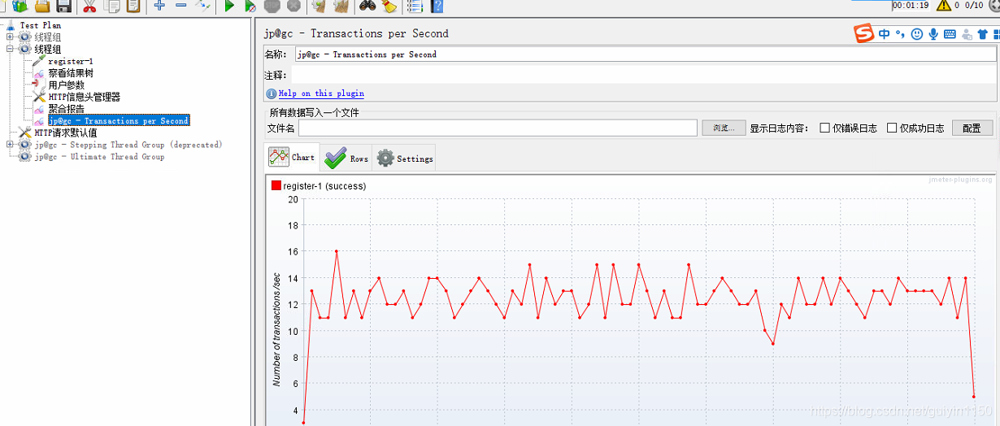 00:01:19
0
0/10
中
Test Plan
线程组
线程组
register-1
察看结果树
用户参数
HTTP信息头管理器
聚合报告
jp@gc - Transactions per Second
HTTP请求默认值
jp@gc - Stepping Thread Group (deprecated)
jp@gc - Ultimate Thread Group
jp@gc - Transactions per Second
名称: jp@gc - Transactions per Second
注释:
Help on this plugin
所有数据写入一个文件
文件名 浏览... 显示日志内容: 仅错误日志 仅成功日志 配置
Chart Rows Settings
jmeter-plugins.org
register-1 (success)
20
18
16
14
12
10
8
6
4
Number of transactions /sec
https://blog.csdn.net/guiyin1150